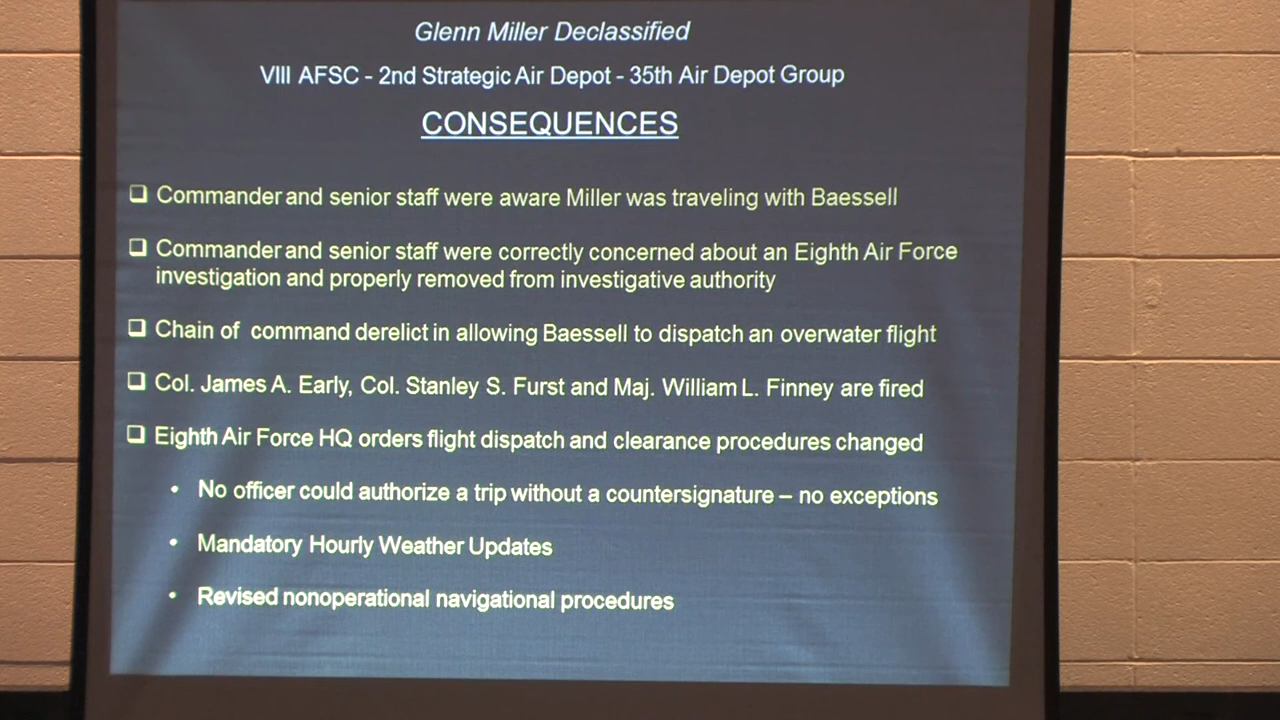 Glenn Miller Declassified
VIII AFSC - 2nd Strategic Air Depot - 35th Air Depot Group
CONSEQUENCES
❑ Commander and senior staff were aware Miller was traveling with Baessell
❑ Commander and senior staff were correctly concerned about an Eighth Air Force
investigation and properly removed from investigative authority
❑ Chain of command derelict in allowing Baessell to dispatch an overwater flight
❑ Col. James A. Early, Col. Stanley S. Furst and Maj. William L. Finney are fired
❑ Eighth Air Force HQ orders flight dispatch and clearance procedures changed
• No officer could authorize a trip without a countersignature – no exceptions
• Mandatory Hourly Weather Updates
• Revised nonoperational navigational procedures